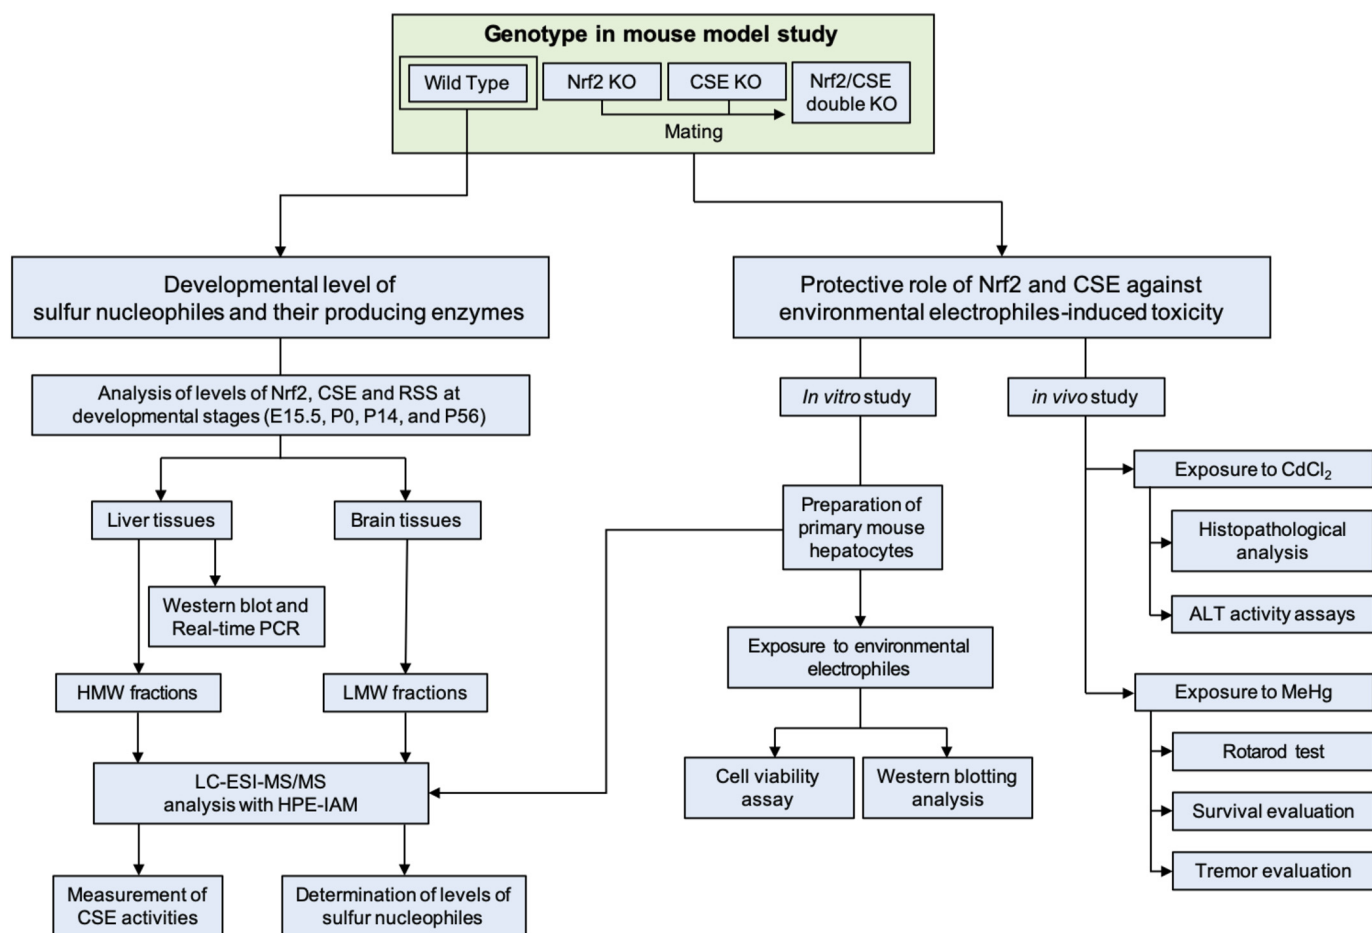 Genotype in mouse model study
Wild Type
Nrf2 KO
CSE KO
Nrf2/CSE
double KO
Mating
Developmental level of
sulfur nucleophiles and their producing enzymes
Analysis of levels of Nrf2, CSE and RSS at
developmental stages (E15.5, P0, P14, and P56)
Liver tissues
Brain tissues
Western blot and
Real-time PCR
HMW fractions
LMW fractions
LC-ESI-MS/MS
analysis with HPE-IAM
Measurement of
CSE activities
Determination of levels of
sulfur nucleophiles
Protective role of Nrf2 and CSE against
environmental electrophiles-induced toxicity
In vitro study
in vivo study
Preparation of
primary mouse
hepatocytes
Exposure to environmental
electrophiles
Cell viability
assay
Western blotting
analysis
Exposure to CdCl₂
Histopathological
analysis
ALT activity assays
Exposure to MeHg
Rotarod test
Survival evaluation
Tremor evaluation